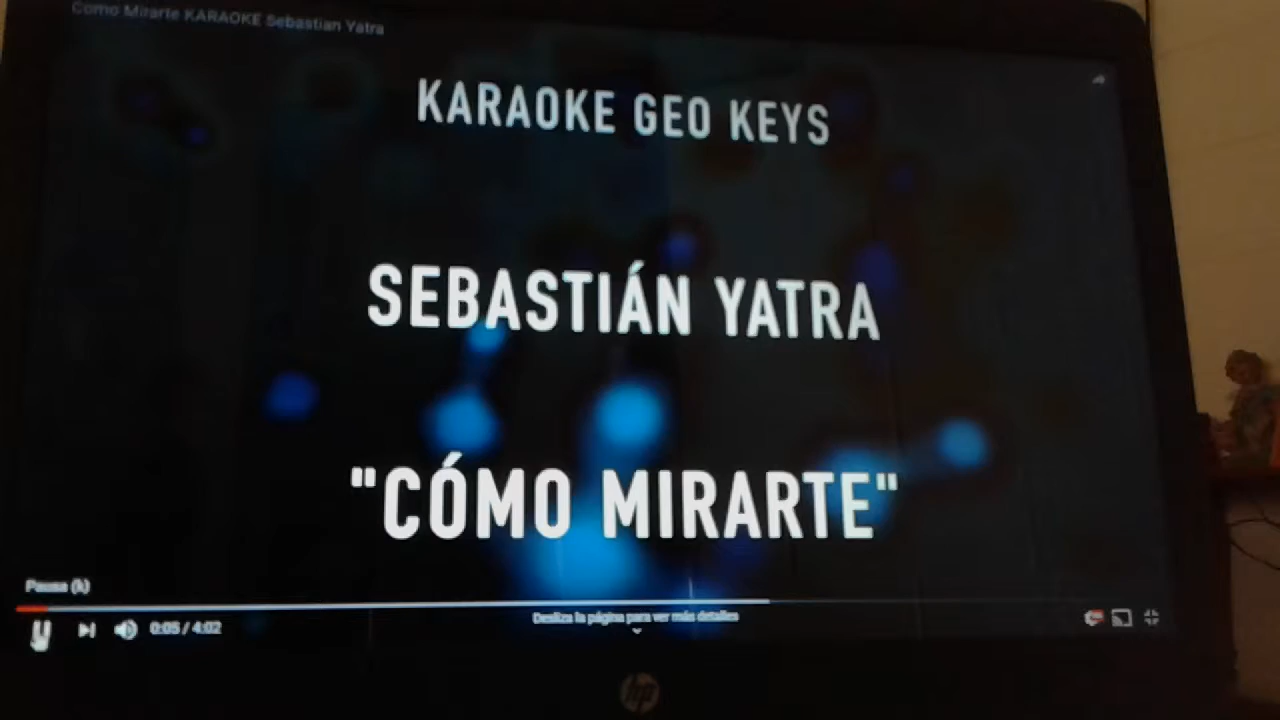 Como Mirarte KARAOKE Sebastian Yatra
KARAOKE GEO KEYS
SEBASTIÁN YATRA
"CÓMO MIRARTE"
Pausa (k)
Desliza la página para ver más detalles
0:05 / 4:02
hp